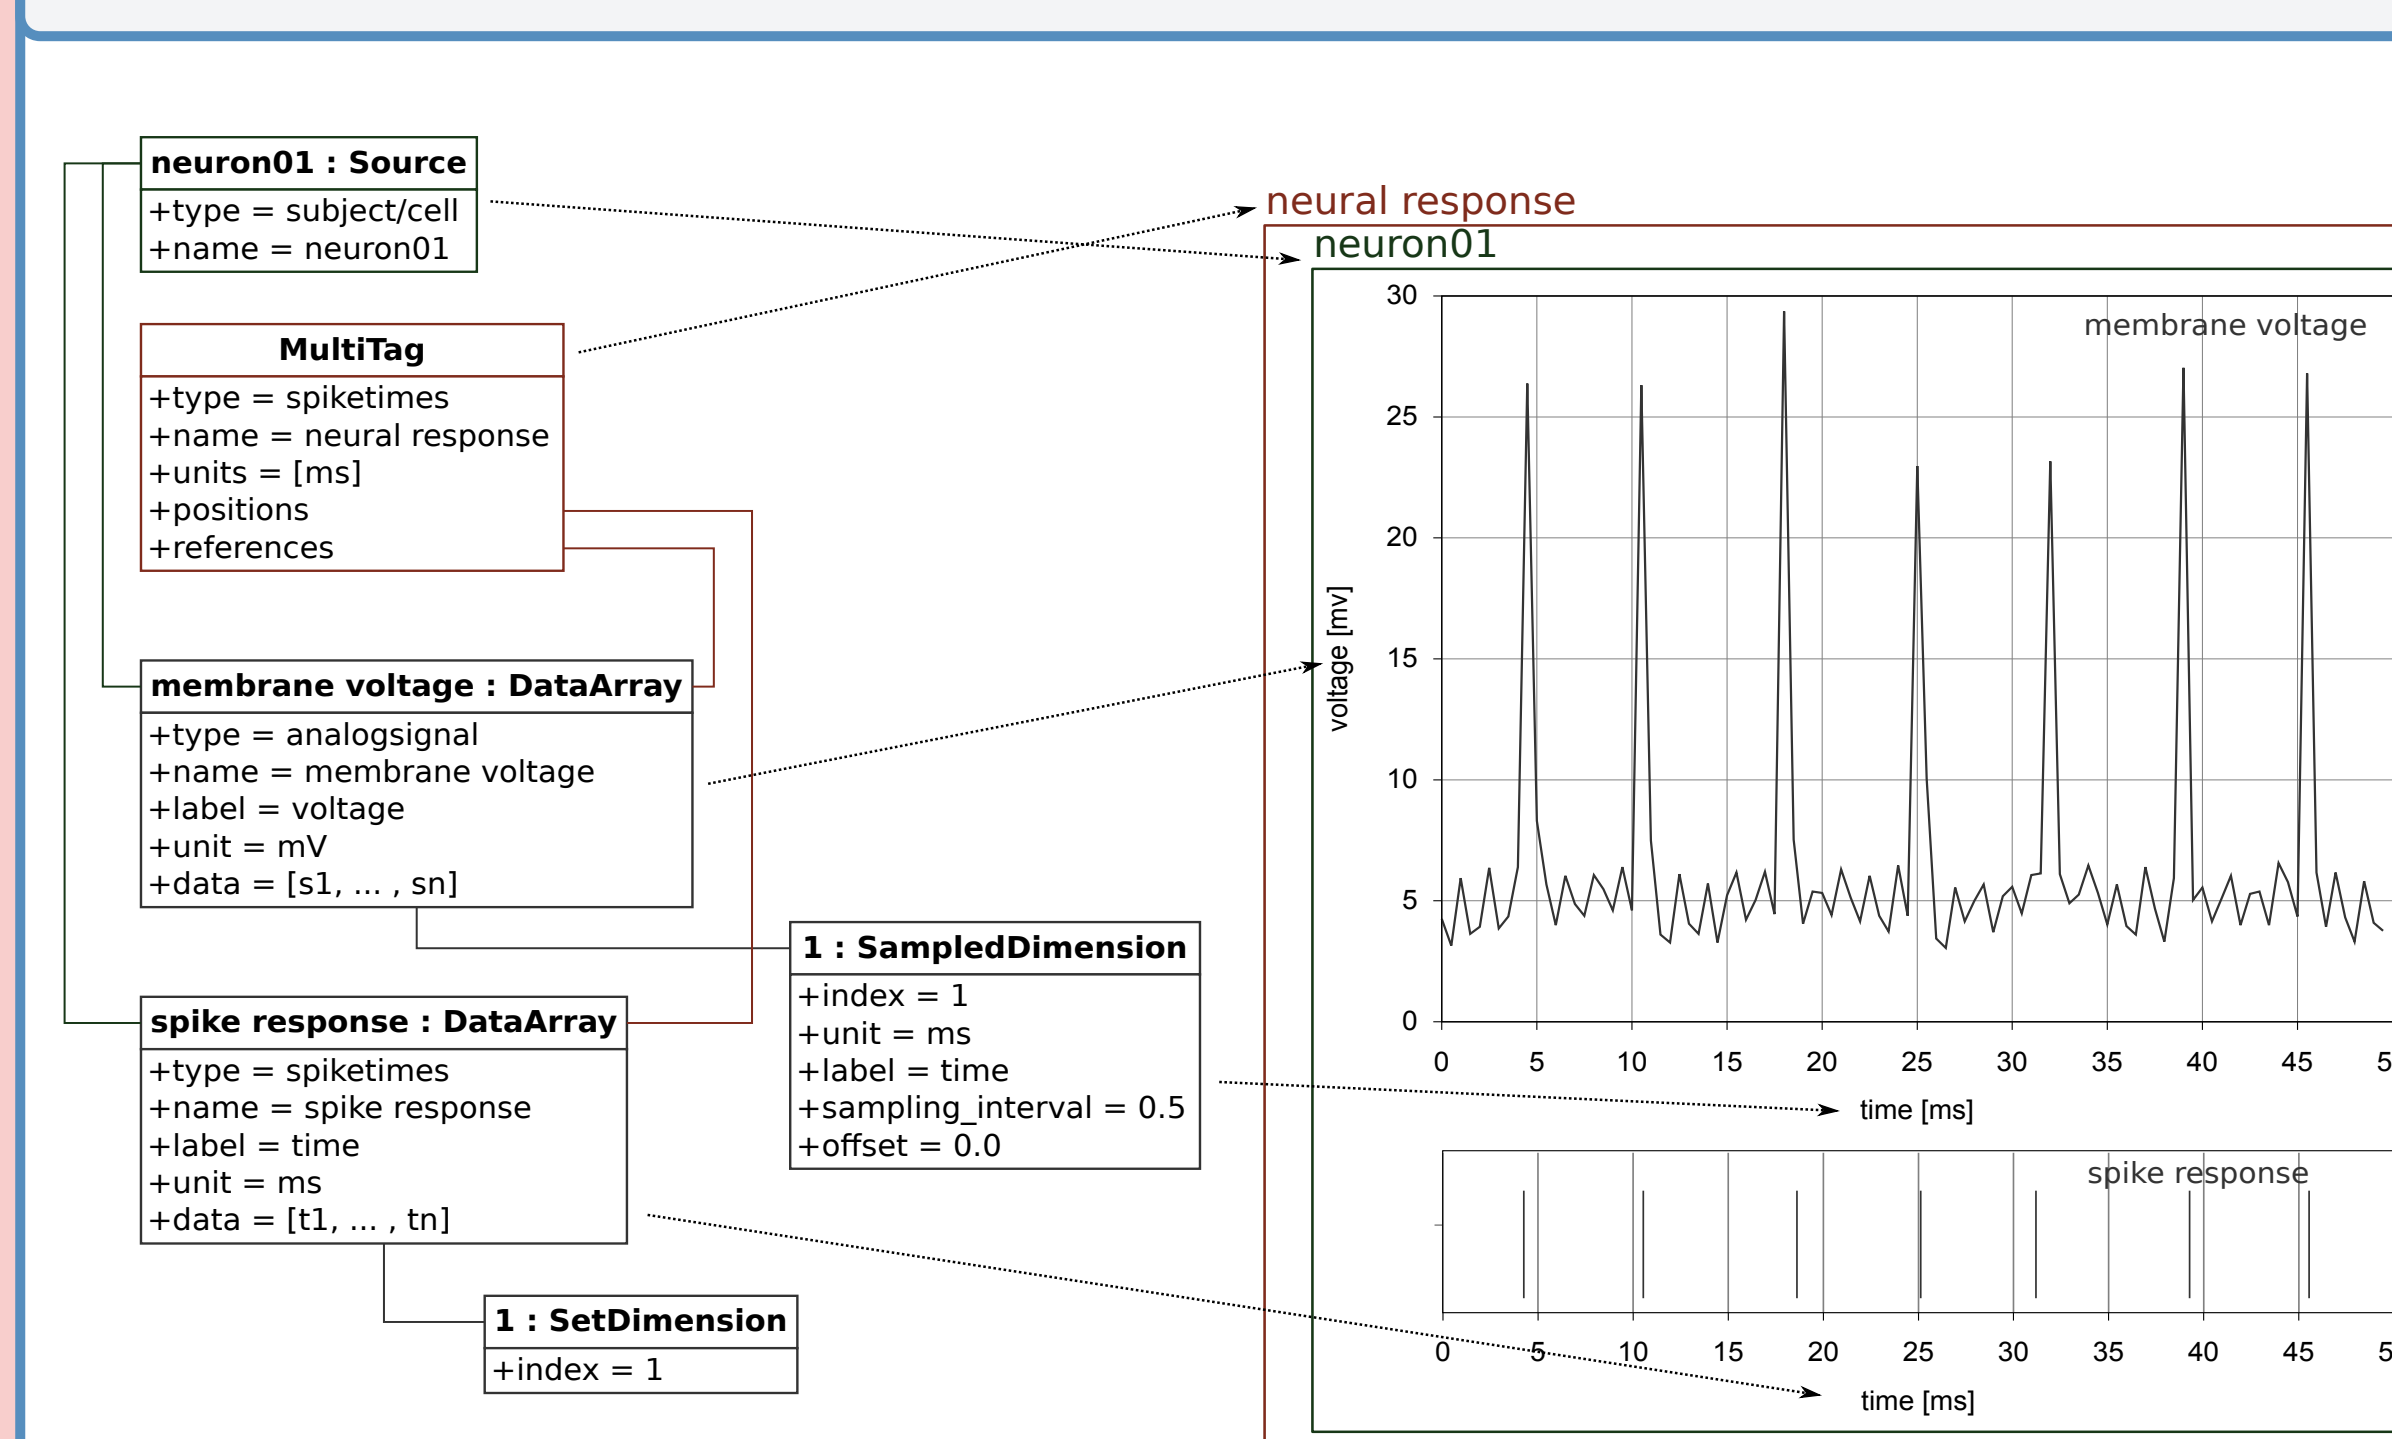 neuron01 : Source
+type = subject/cell
+name = neuron01
MultiTag
+type = spiketimes
+name = neural response
+units = [ms]
+positions
+references
membrane voltage : DataArray
+type = analogsignal
+name = membrane voltage
+label = voltage
+unit = mV
+data = [s1, ... , sn]
1 : SampledDimension
+index = 1
+unit = ms
+label = time
+sampling_interval = 0.5
+offset = 0.0
spike response : DataArray
+type = spiketimes
+name = spike response
+label = time
+unit = ms
+data = [t1, ... , tn]
1 : SetDimension
+index = 1
neural response
neuron01
membrane voltage
voltage [mv]
30
25
20
15
10
5
0
0 5 10 15 20 25 30 35 40 45 5
time [ms]
spike response
0 5 10 15 20 25 30 35 40 45 5
time [ms]